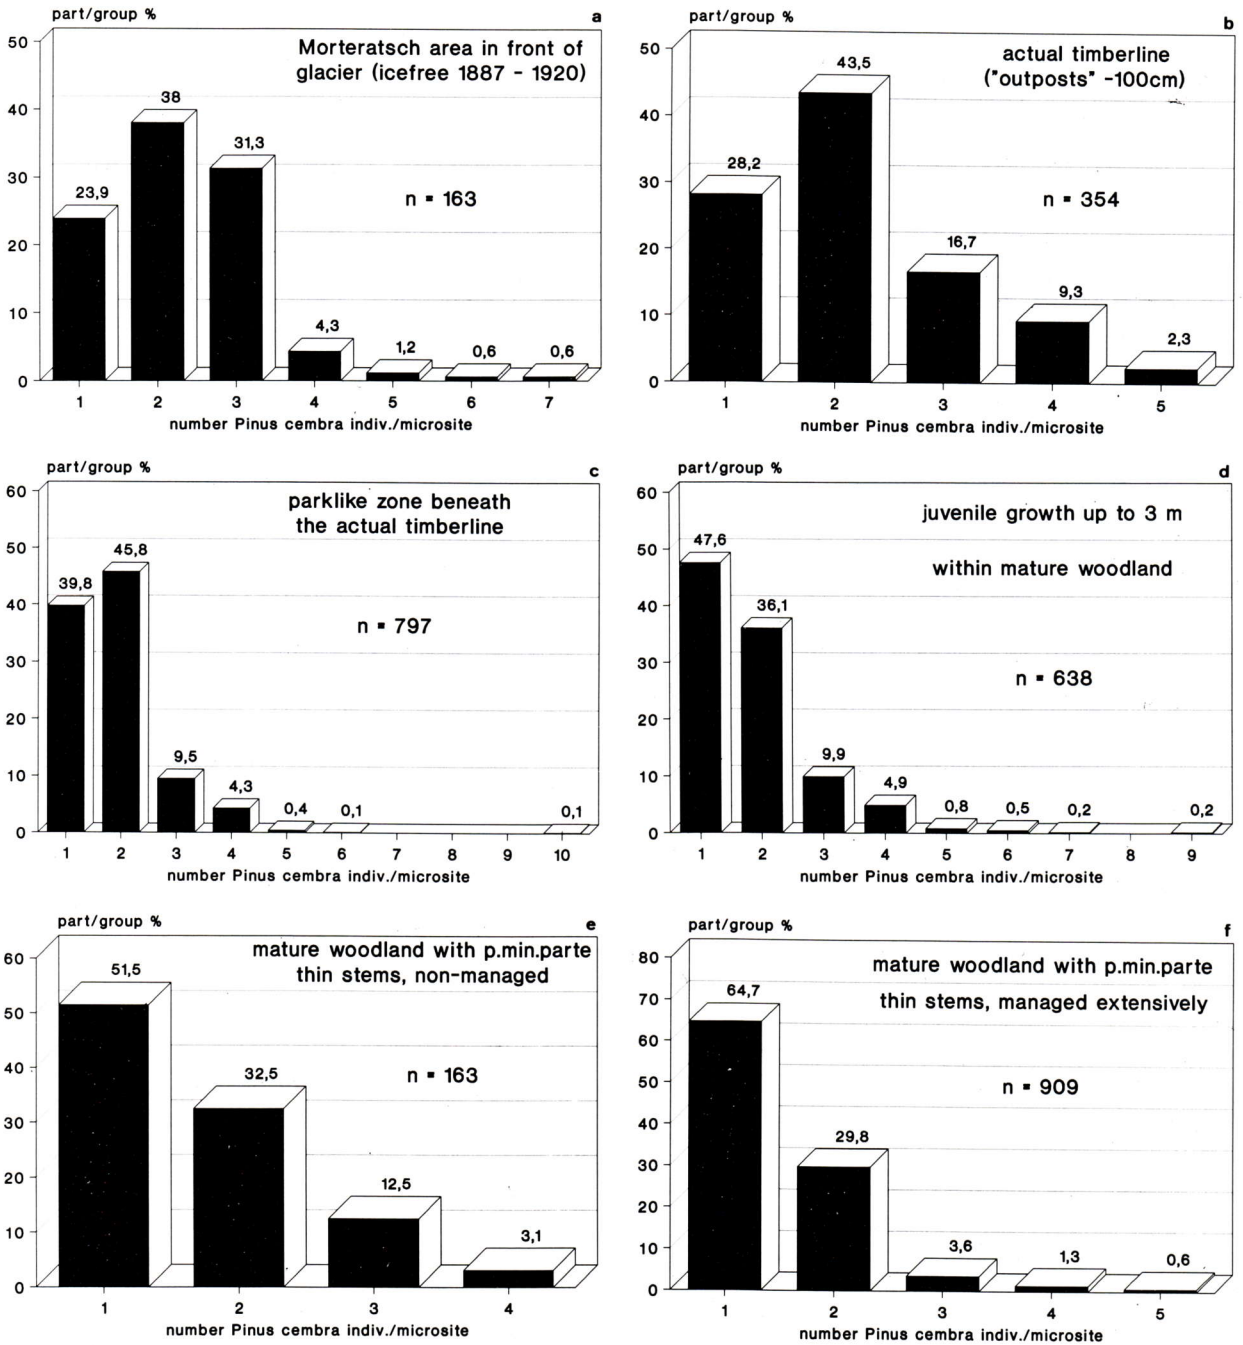 part/group %
a
Morteratsch area in front of
glacier (icefree 1887 - 1920)
50
40
30
20
10
0
23,9
38
31,3
4,3
1,2
0,6
0,6
n = 163
1 2 3 4 5 6 7
number Pinus cembra indiv./microsite
part/group %
b
actual timberline
("outposts" -100cm)
50
40
30
20
10
0
28,2
43,5
16,7
9,3
2,3
n = 354
1 2 3 4 5
number Pinus cembra indiv./microsite
part/group %
c
parklike zone beneath
the actual timberline
60
50
40
30
20
10
0
39,8
45,8
9,5
4,3
0,4
0,1
0,1
n = 797
1 2 3 4 5 6 7 8 9 10
number Pinus cembra indiv./microsite
part/group %
d
juvenile growth up to 3 m
within mature woodland
60
50
40
30
20
10
0
47,6
36,1
9,9
4,9
0,8
0,5
0,2
0,2
n = 638
1 2 3 4 5 6 7 8 9
number Pinus cembra indiv./microsite
part/group %
e
mature woodland with p.min.parte
thin stems, non-managed
60
50
40
30
20
10
0
51,5
32,5
12,5
3,1
n = 163
1 2 3 4
number Pinus cembra indiv./microsite
part/group %
f
mature woodland with p.min.parte
thin stems, managed extensively
80
70
60
50
40
30
20
10
0
64,7
29,8
3,6
1,3
0,6
n = 909
1 2 3 4 5
number Pinus cembra indiv./microsite